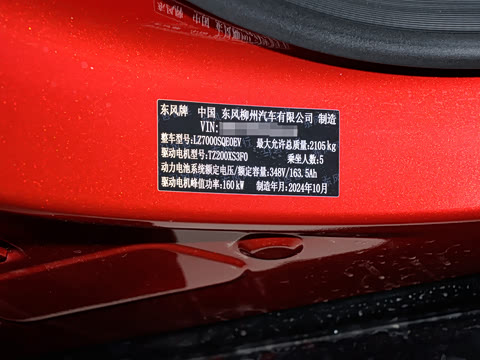 东风牌 中国 东风柳州汽车有限公司 制造
VIN:
整车型号:LZ7000SQE0EV 最大允许总质量:2105 kg
驱动电机型号:TZ200XS3F0 乘坐人数:5
动力电池系统额定电压/额定容量:348V/163.5Ah
驱动电机峰值功率:160 kW 制造年月:2024年10月